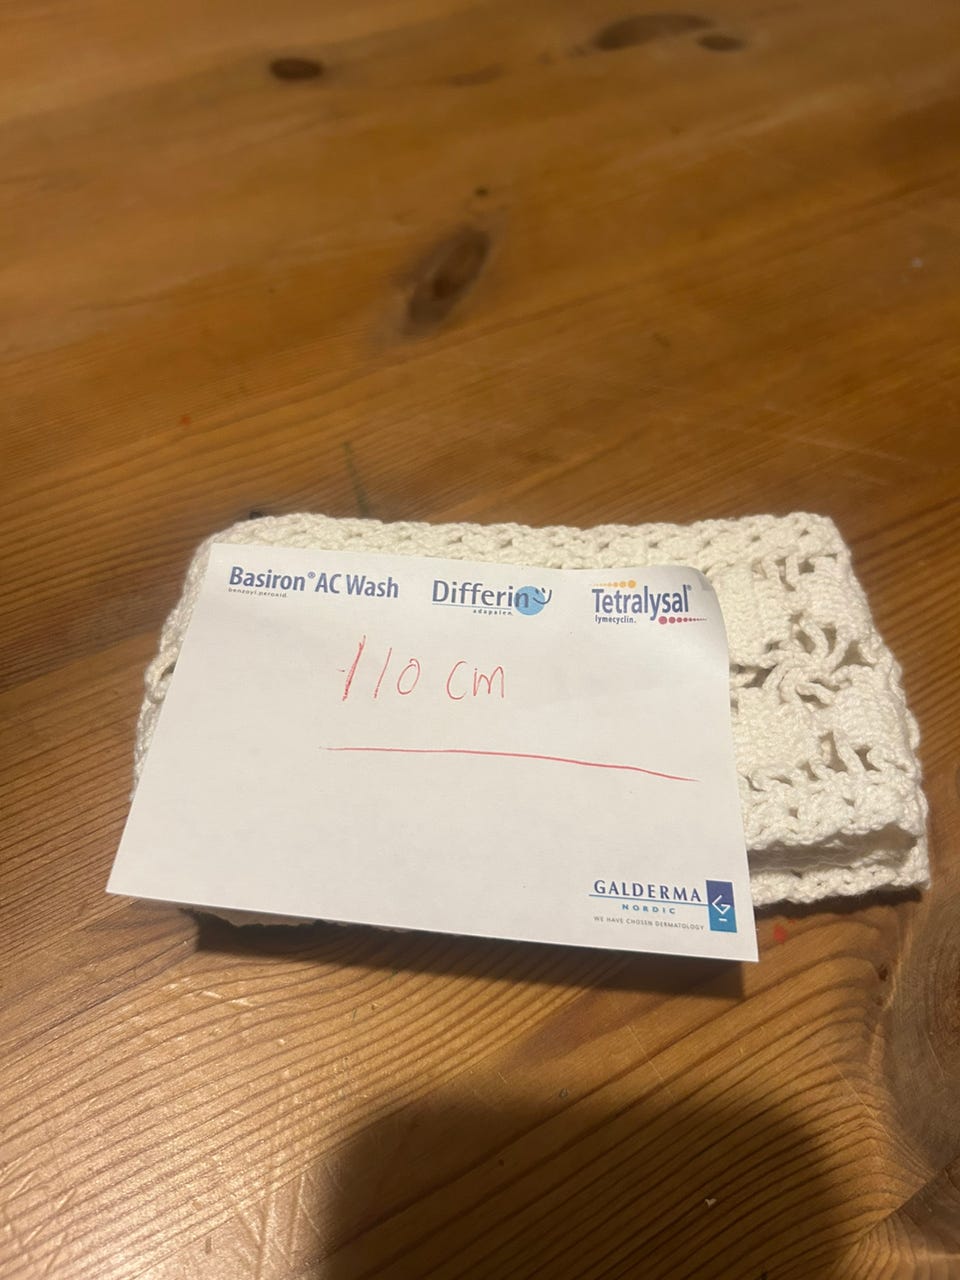 Basiron® AC Wash
benzoyl peroxid.
Differin
adapalen.
Tetralysal®
lymecyclin.
110 cm
GALDERMA
NORDIC
WE HAVE CHOSEN DERMATOLOGY